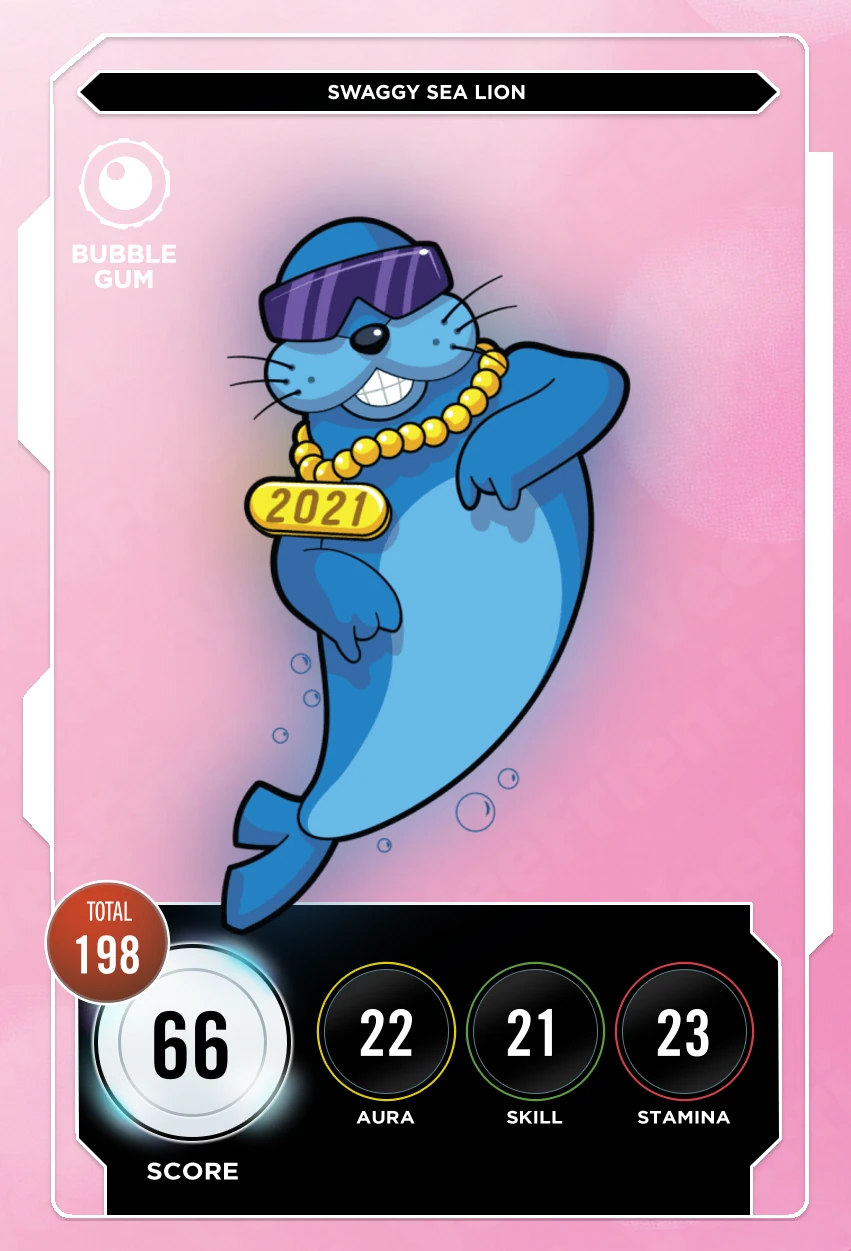 SWAGGY SEA LION
BUBBLE
GUM
2021
TOTAL
198
66
22
21
23
AURA
SKILL
STAMINA
SCORE